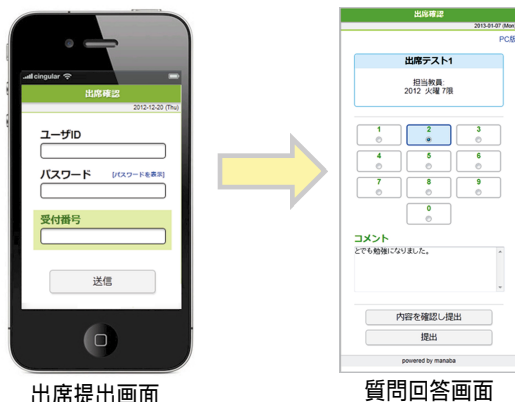 cingular
出席確認
2012-12-20 (Thu)
ユーザID
パスワード [パスワードを表示]
受付番号
送信
出席提出画面
出席確認
2013-01-07 (Mon)
PC版
出席テスト1
担当教員:
2012 火曜 7限
1 2 3
4 5 6
7 8 9
0
コメント
とても勉強になりました。
内容を確認し提出
提出
powered by manaba
質問回答画面